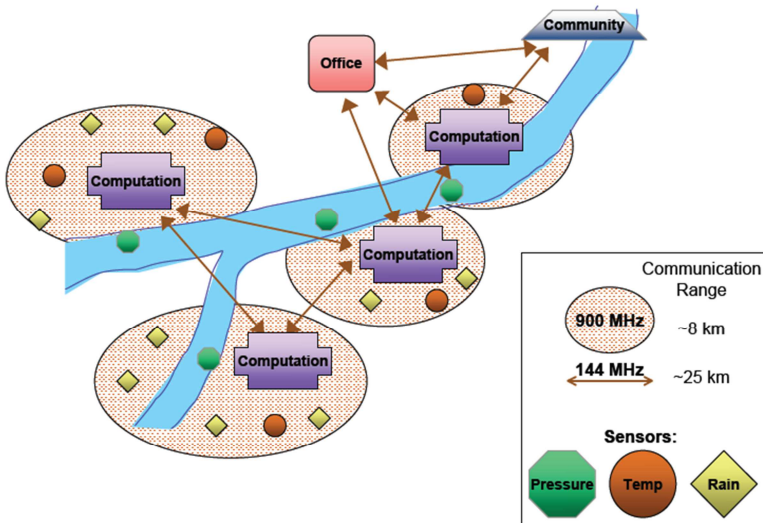 Community
Office
Computation
Computation
Computation
Computation
Communication
Range
900 MHz
~8 km
144 MHz
~25 km
Sensors:
Pressure
Temp
Rain